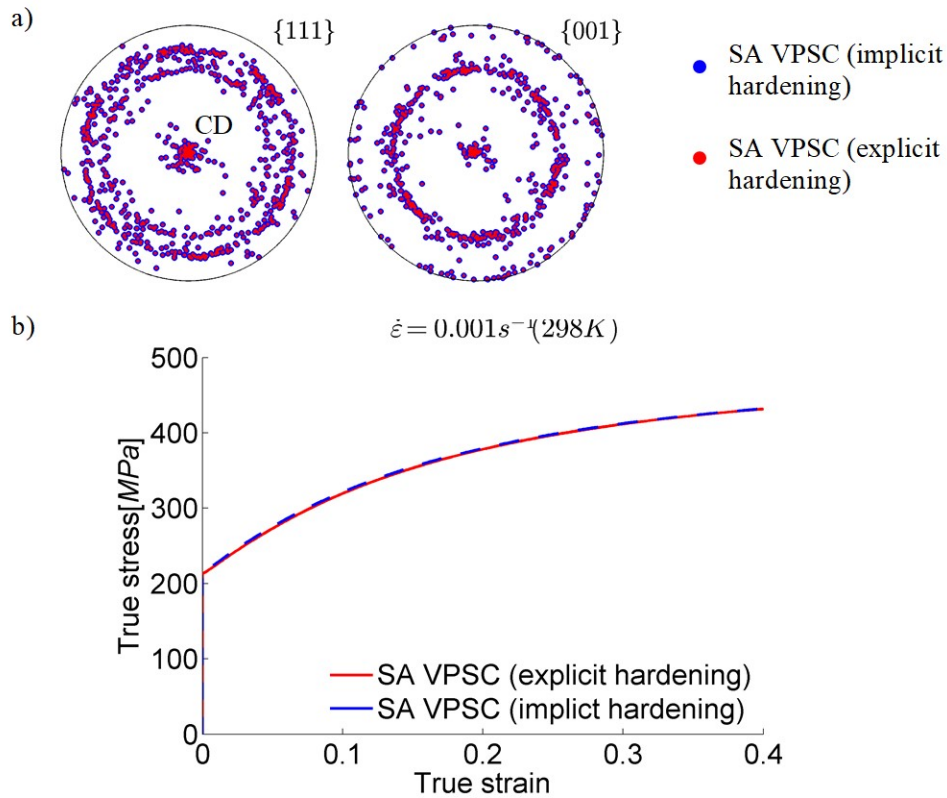 a)
{111}
{001}
CD
SA VPSC (implicit
hardening)
SA VPSC (explicit
hardening)
b)
ε̇ = 0.001s⁻¹(298K)
500
400
300
200
100
0
True stress[MPa]
SA VPSC (explicit hardening)
SA VPSC (implict hardening)
0 0.1 0.2 0.3 0.4
True strain